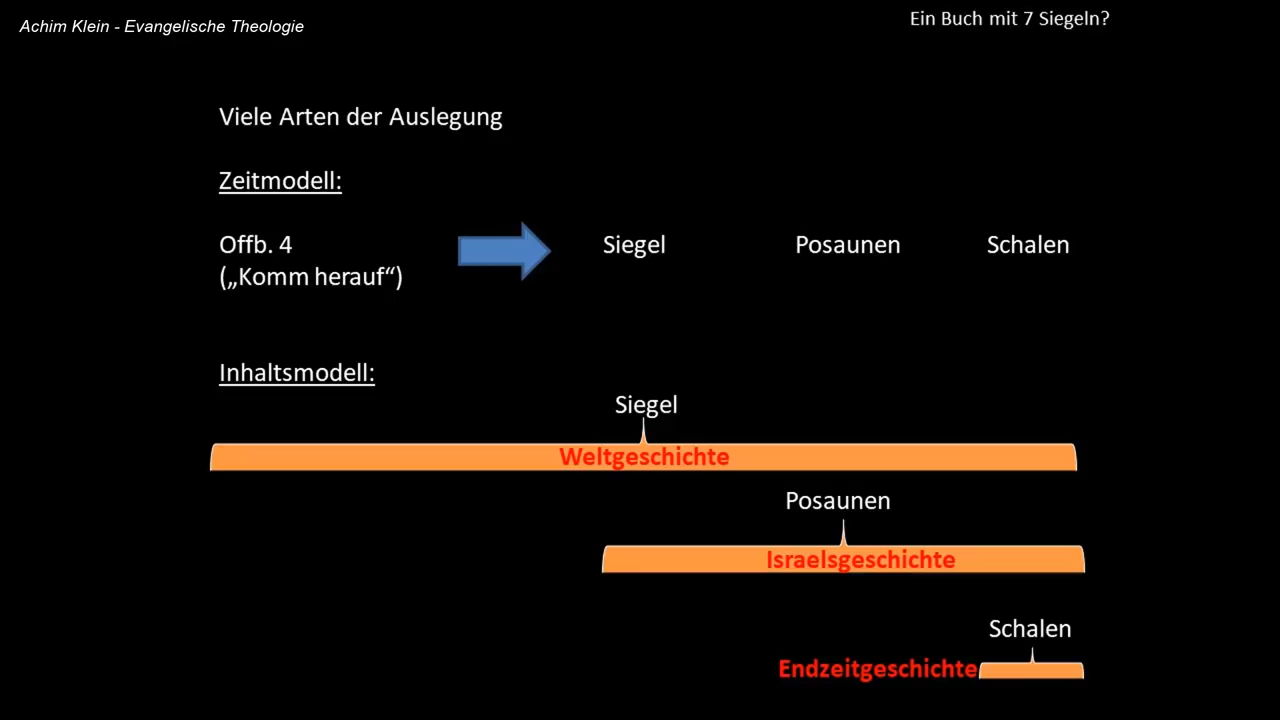 Achim Klein - Evangelische Theologie
Ein Buch mit 7 Siegeln?
Viele Arten der Auslegung
Zeitmodell:
Offb. 4
(„Komm herauf“)
Siegel
Posaunen
Schalen
Inhaltsmodell:
Siegel
Weltgeschichte
Posaunen
Israelsgeschichte
Schalen
Endzeitgeschichte